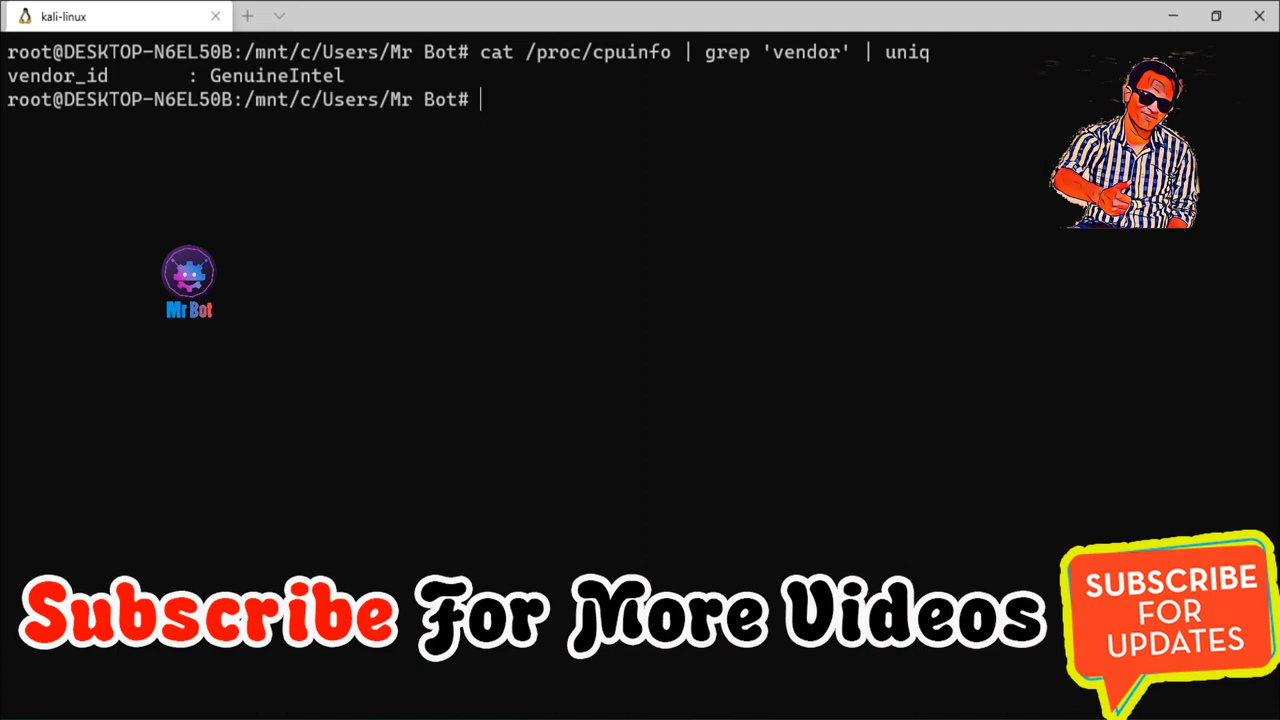 kali-linux
root@DESKTOP-N6EL50B:/mnt/c/Users/Mr Bot# cat /proc/cpuinfo | grep 'vendor' | uniq
vendor_id       : GenuineIntel
root@DESKTOP-N6EL50B:/mnt/c/Users/Mr Bot#
Mr Bot
Subscribe For More Videos
SUBSCRIBE
FOR
UPDATES